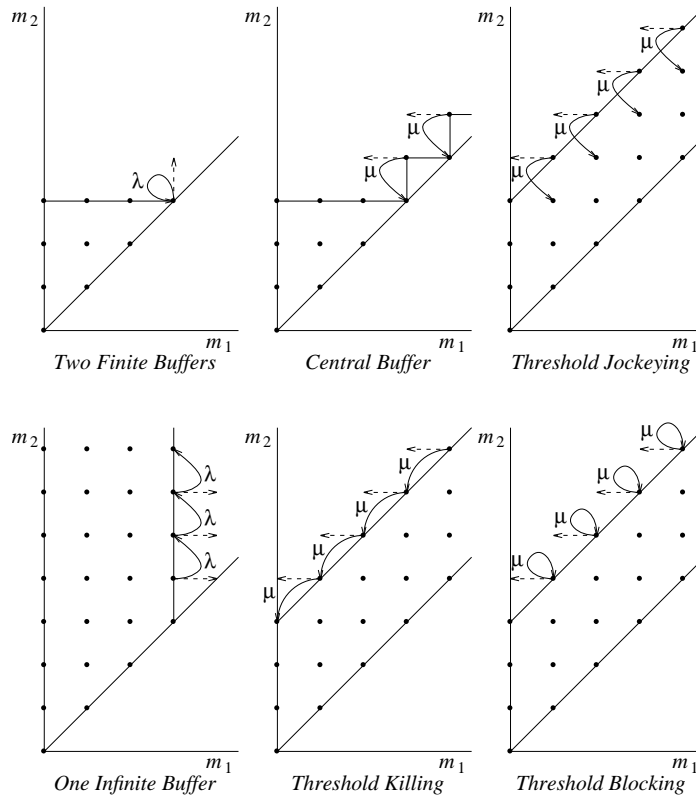 m2
λ
m1
Two Finite Buffers
m2
μ
μ
m1
Central Buffer
m2
μ
μ
μ
μ
m1
Threshold Jockeying
m2
λ
λ
λ
m1
One Infinite Buffer
m2
μ
μ
μ
μ
m1
Threshold Killing
m2
μ
μ
μ
μ
m1
Threshold Blocking